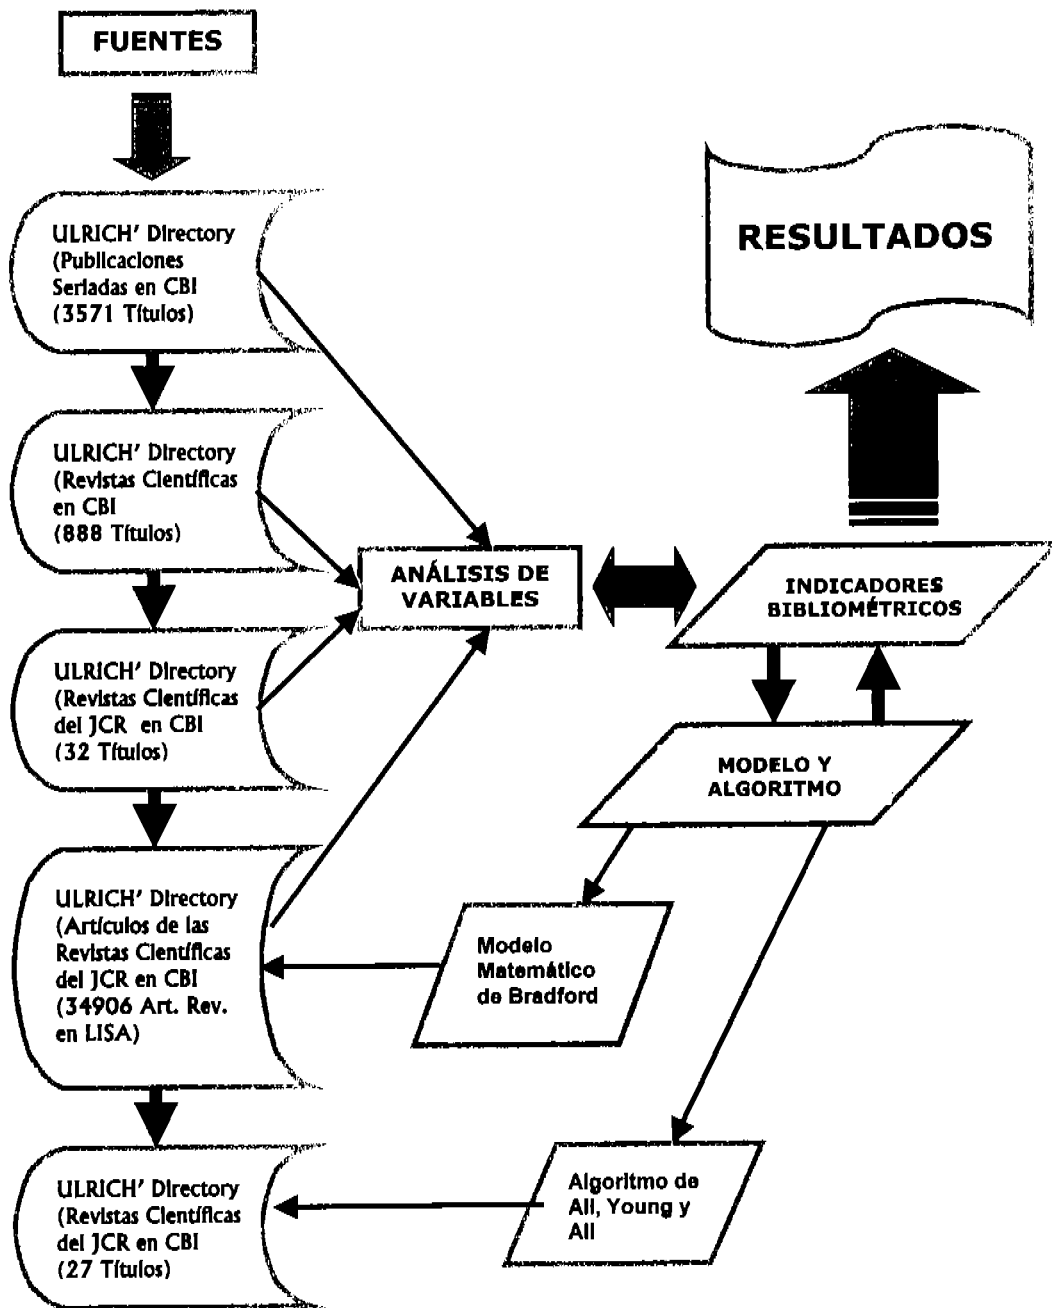 FUENTES
ULRICH' Directory
(Publicaciones
Seriadas en CBI
(3571 Títulos)
ULRICH' Directory
(Revistas Científicas
en CBI
(888 Títulos)
ULRICH' Directory
(Revistas Científicas
del JCR en CBI
(32 Títulos)
ULRICH' Directory
(Artículos de las
Revistas Científicas
del JCR en CBI
(34906 Art. Rev.
en LISA)
ULRICH' Directory
(Revistas Científicas
del JCR en CBI
(27 Títulos)
ANÁLISIS DE
VARIABLES
RESULTADOS
INDICADORES
BIBLIOMÉTRICOS
MODELO Y
ALGORITMO
Modelo
Matemático
de Bradford
Algoritmo de
All, Young y
All